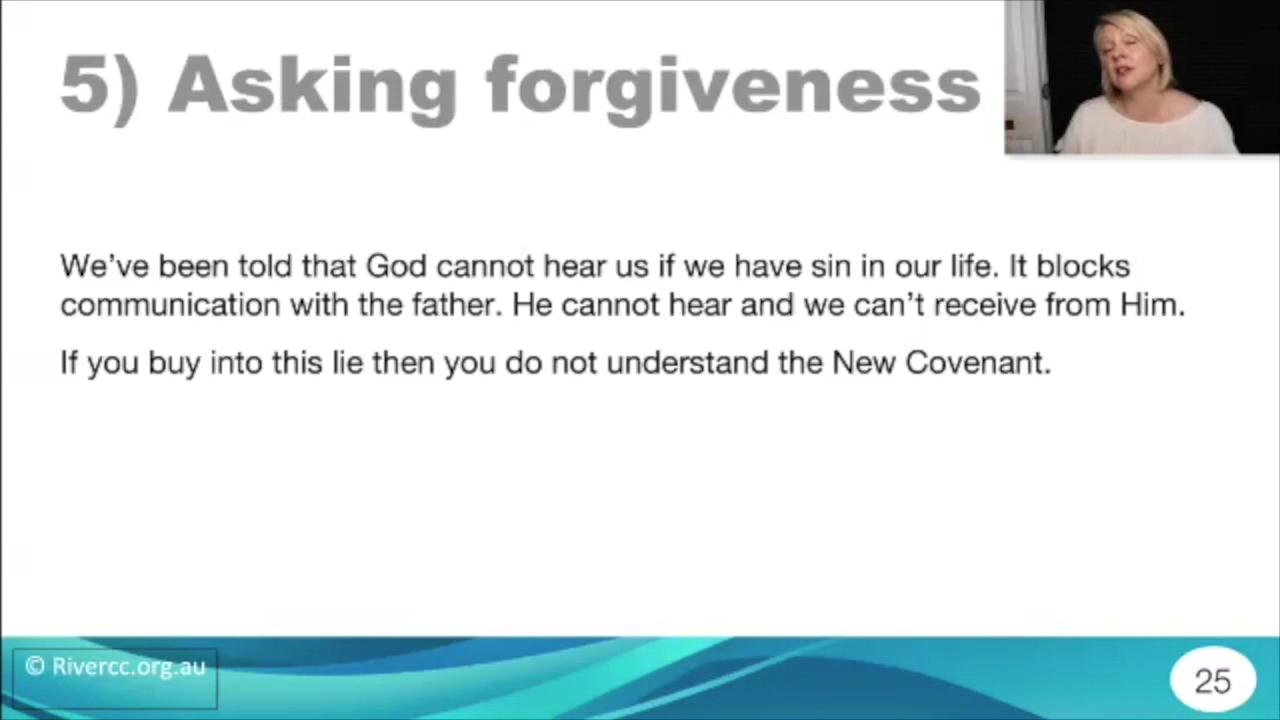 5) Asking forgiveness
We’ve been told that God cannot hear us if we have sin in our life. It blocks
communication with the father. He cannot hear and we can’t receive from Him.
If you buy into this lie then you do not understand the New Covenant.
© Rivercc.org.au
25